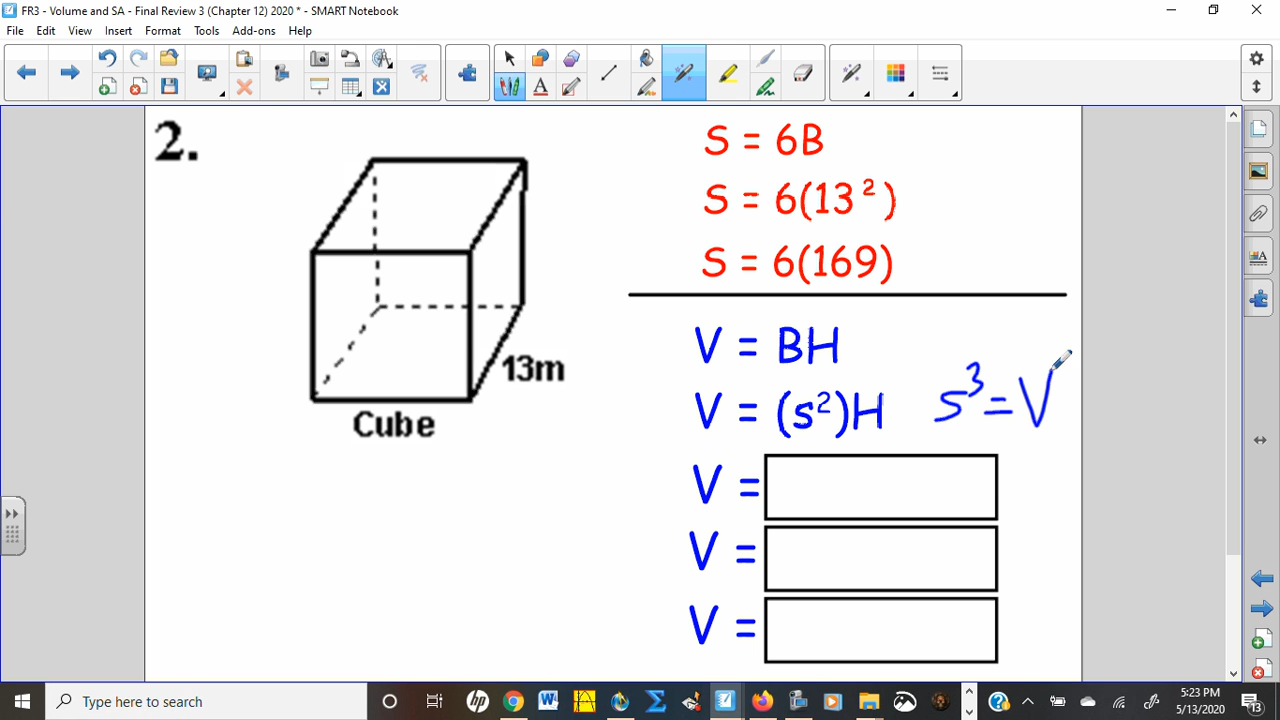 FR3 - Volume and SA - Final Review 3 (Chapter 12) 2020 * - SMART Notebook
File Edit View Insert Format Tools Add-ons Help
2.
S = 6B
S = 6(13²)
S = 6(169)
V = BH
V = (s²)H s³=V
13m
Cube
V =
V =
V =
Type here to search
5:23 PM
5/13/2020
13